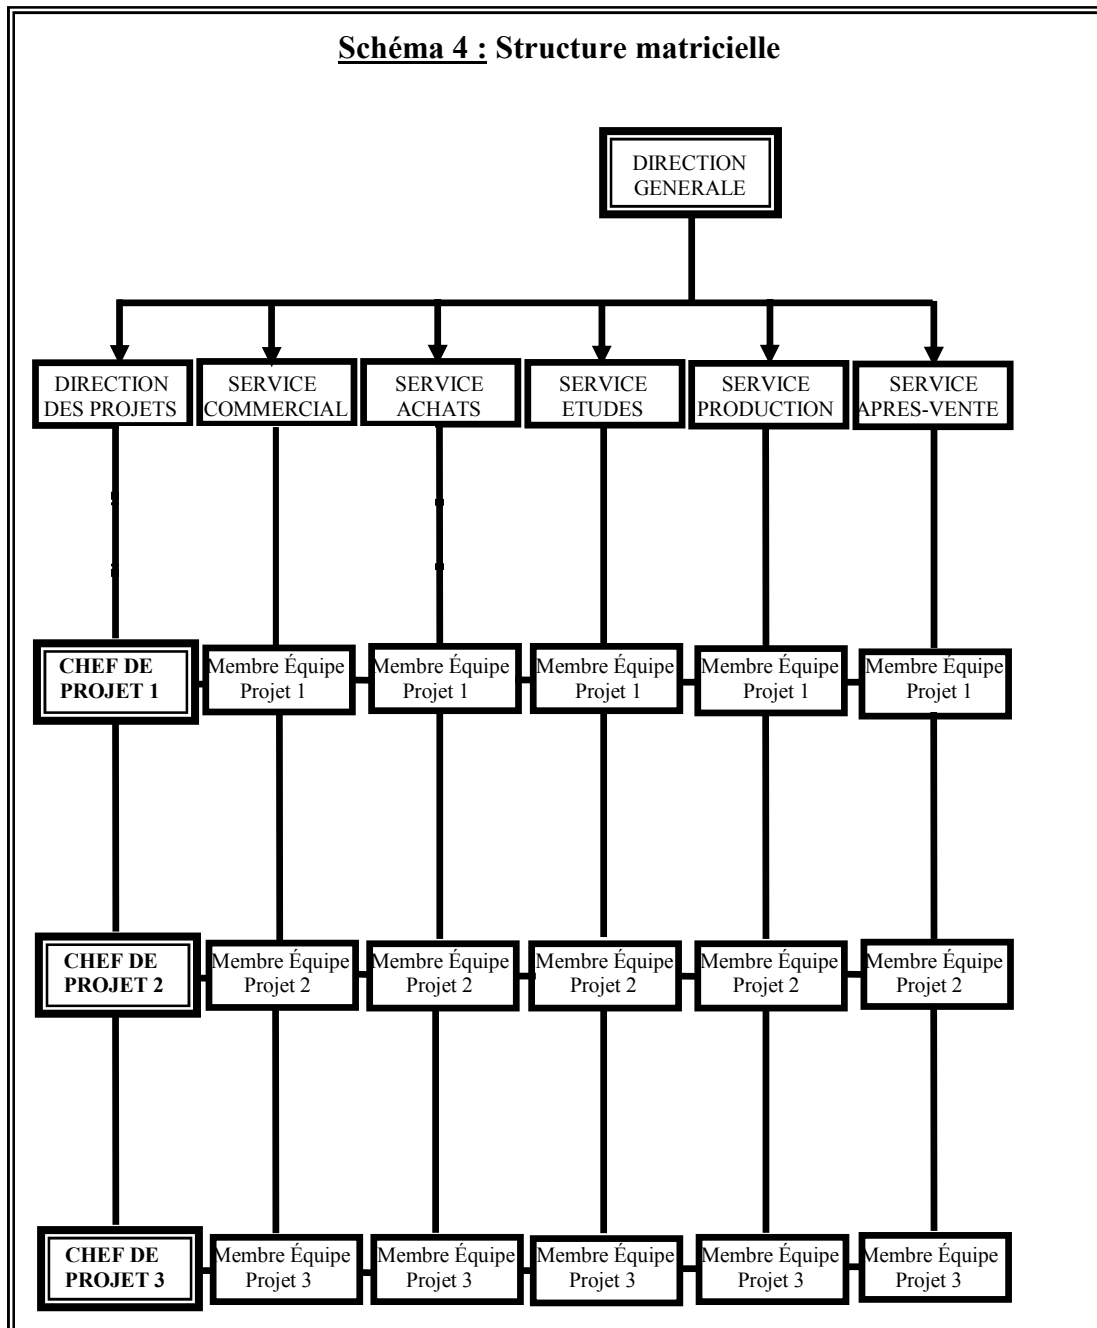 Schéma 4 : Structure matricielle
DIRECTION
GENERALE
DIRECTION
DES PROJETS
SERVICE
COMMERCIAL
SERVICE
ACHATS
SERVICE
ETUDES
SERVICE
PRODUCTION
SERVICE
APRES-VENTE
CHEF DE
PROJET 1
Membre Équipe
Projet 1
Membre Équipe
Projet 1
Membre Équipe
Projet 1
Membre Équipe
Projet 1
Membre Équipe
Projet 1
CHEF DE
PROJET 2
Membre Équipe
Projet 2
Membre Équipe
Projet 2
Membre Équipe
Projet 2
Membre Équipe
Projet 2
Membre Équipe
Projet 2
CHEF DE
PROJET 3
Membre Équipe
Projet 3
Membre Équipe
Projet 3
Membre Équipe
Projet 3
Membre Équipe
Projet 3
Membre Équipe
Projet 3